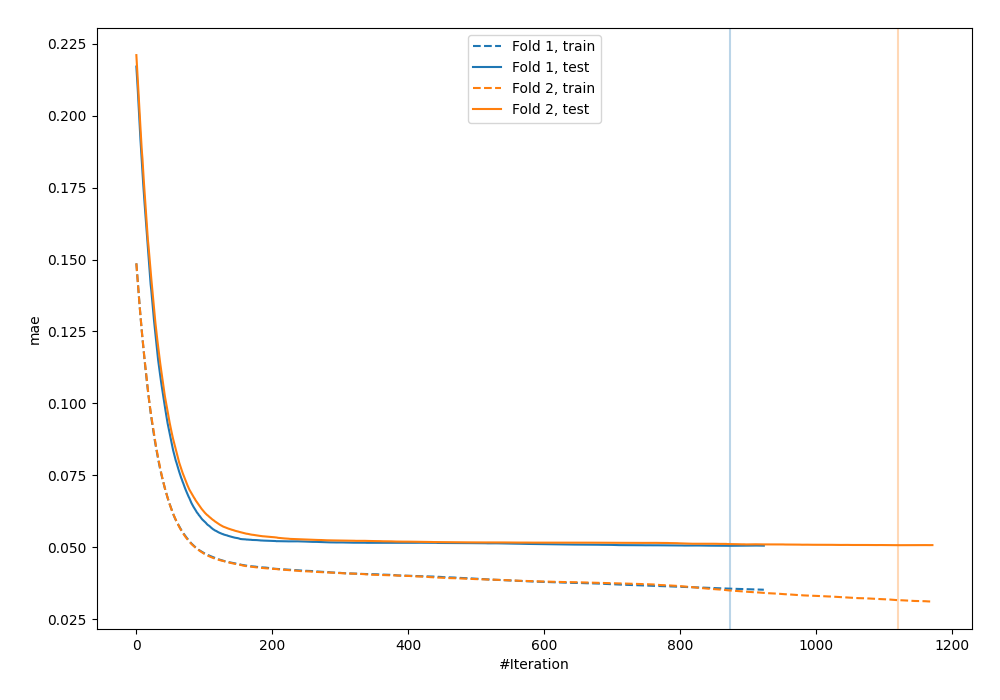 0.225
0.200
0.175
0.150
0.125
0.100
0.075
0.050
0.025
mae
Fold 1, train
Fold 1, test
Fold 2, train
Fold 2, test
0
200
400
600
800
1000
1200
#Iteration